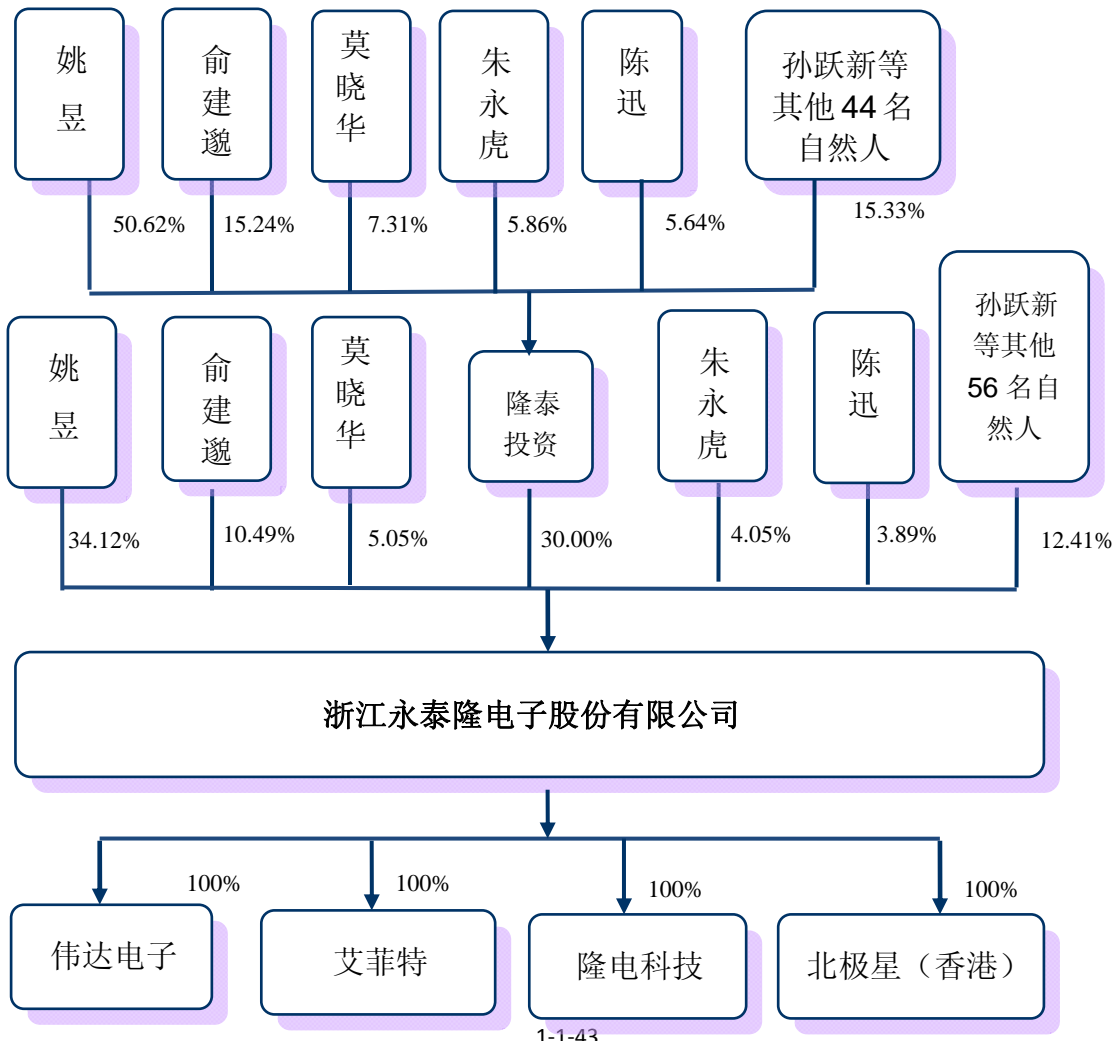 姚昱
俞建邈
莫晓华
朱永虎
陈迅
孙跃新等
其他 44 名
自然人
50.62%
15.24%
7.31%
5.86%
5.64%
15.33%
姚昱
俞建邈
莫晓华
隆泰
投资
朱永虎
陈迅
孙跃新
等其他
56 名自
然人
34.12%
10.49%
5.05%
30.00%
4.05%
3.89%
12.41%
浙江永泰隆电子股份有限公司
100%
100%
100%
100%
伟达电子
艾菲特
隆电科技
北极星（香港）
1-1-43